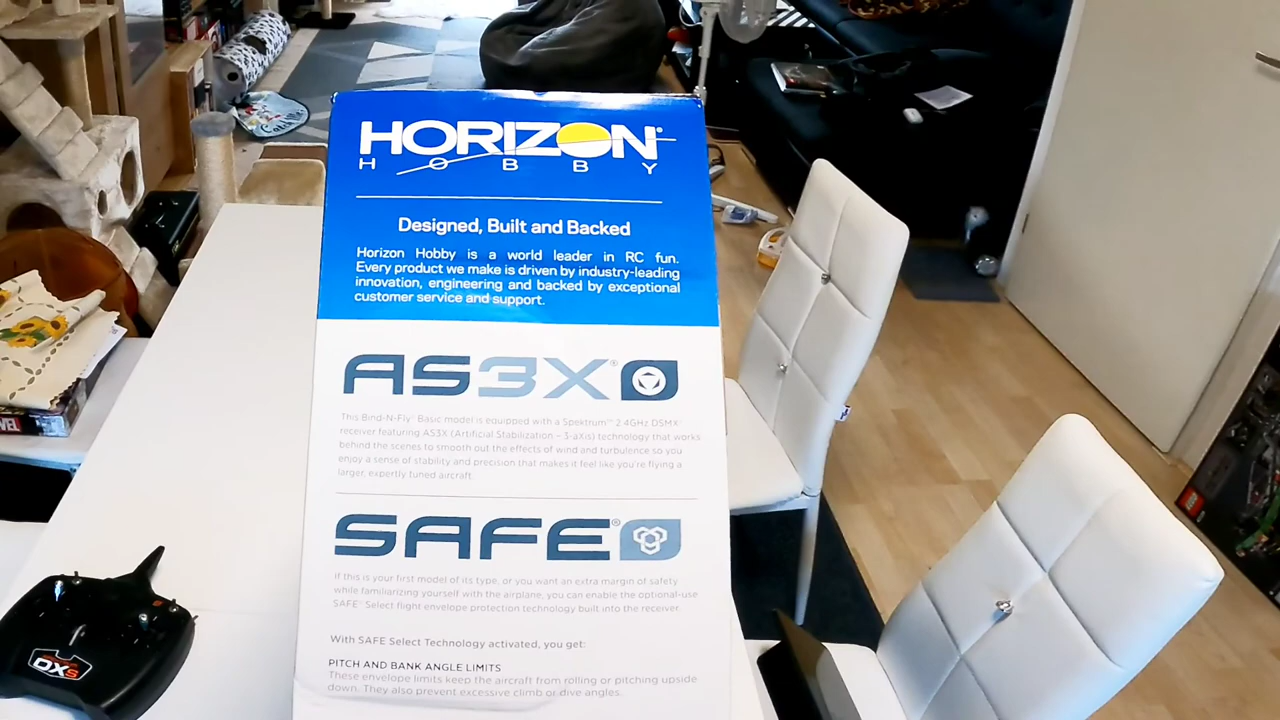 HORIZON®
HOBBY
Designed, Built and Backed
Horizon Hobby is a world leader in RC fun.
Every product we make is driven by industry-leading
innovation, engineering and backed by exceptional
customer service and support.
AS3X®
This Bind-N-Fly® Basic model is equipped with a Spektrum™ 2.4GHz DSMX®
receiver featuring AS3X (Artificial Stabilization – 3-aXis) technology that works
behind the scenes to smooth out the effects of wind and turbulence so you
enjoy a sense of stability and precision that makes it feel like you're flying a
larger, expertly tuned aircraft.
SAFE®
If this is your first model of its type, or you want an extra margin of safety
while familiarizing yourself with the airplane, you can enable the optional-use
SAFE® Select flight envelope protection technology built into the receiver.
With SAFE Select Technology activated, you get:
PITCH AND BANK ANGLE LIMITS
These envelope limits keep the aircraft from rolling or pitching upside
down. They also prevent excessive climb or dive angles.
DXS
LEGO